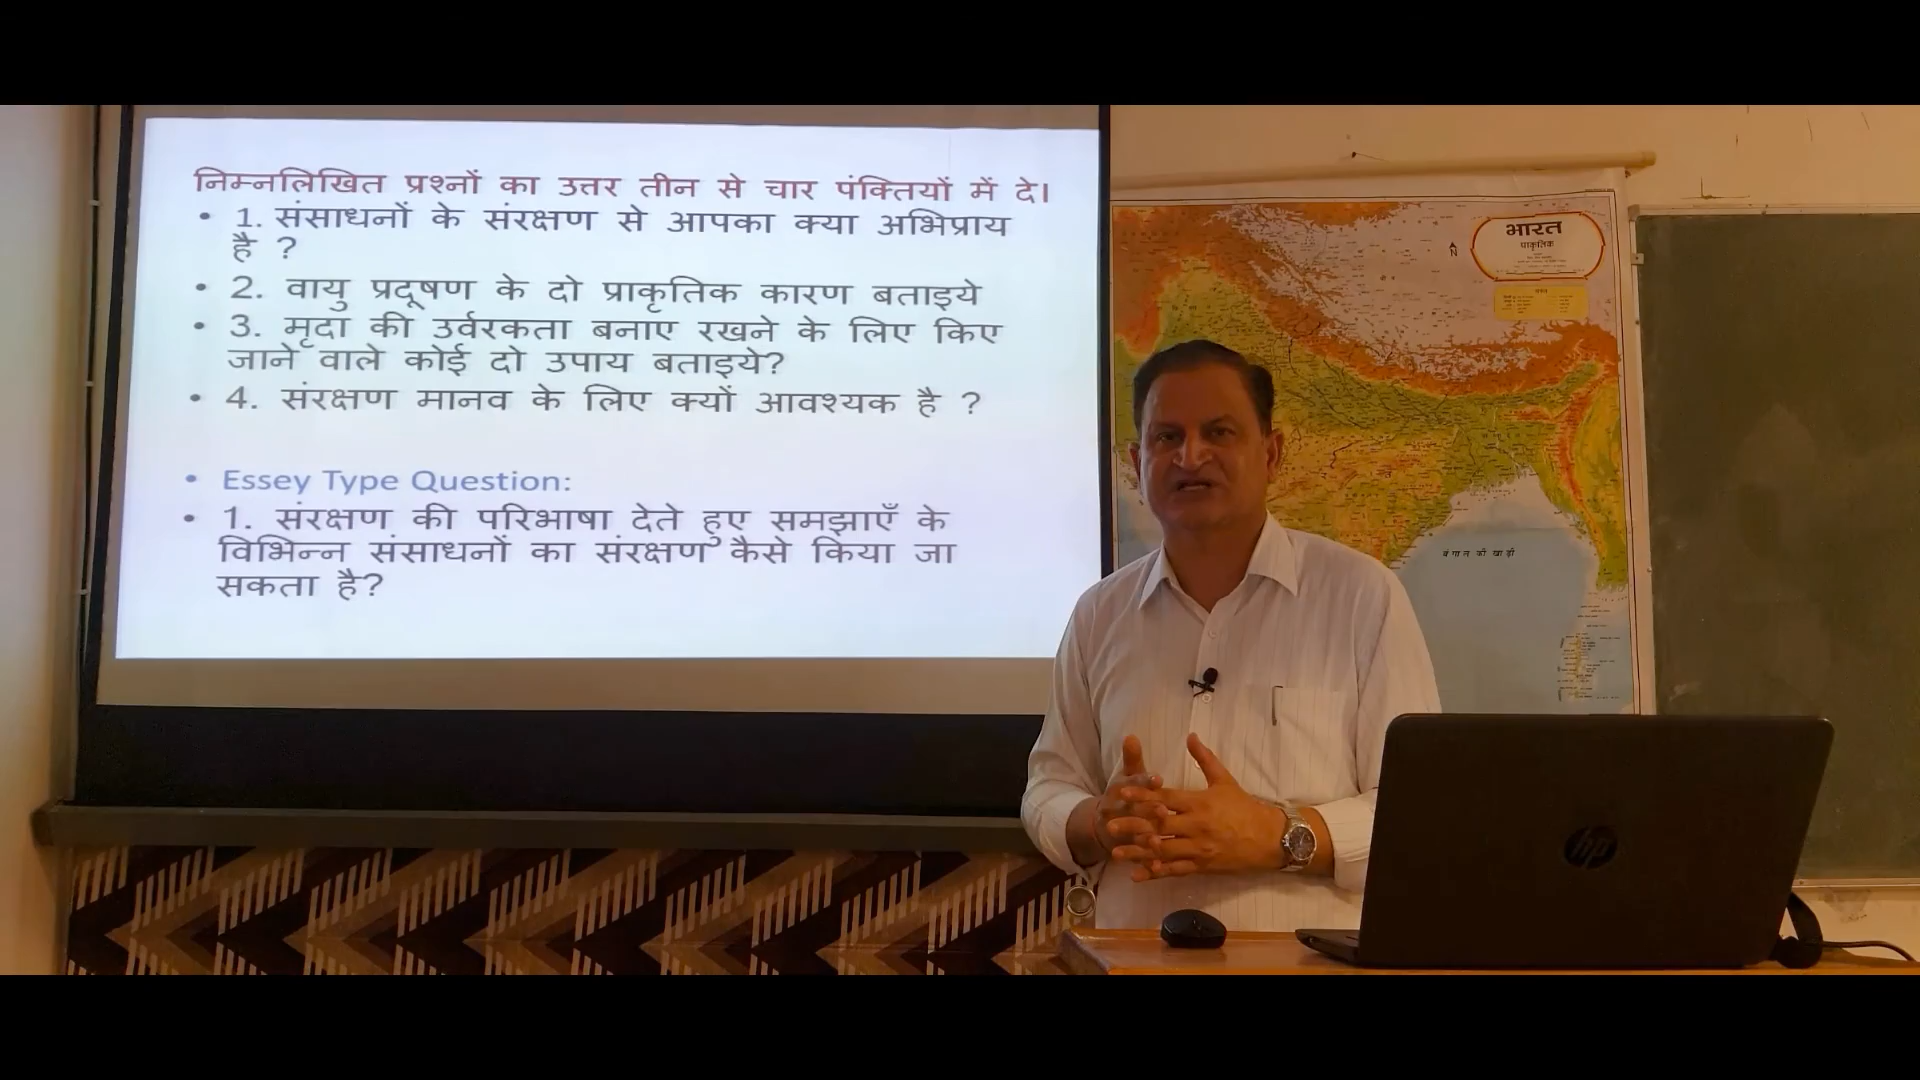 निम्नलिखित प्रश्नों का उत्तर तीन से चार पंक्तियों में दे।
• 1. संसाधनों के संरक्षण से आपका क्या अभिप्राय
है ?
• 2. वायु प्रदूषण के दो प्राकृतिक कारण बताइये
• 3. मृदा की उर्वरकता बनाए रखने के लिए किए
जाने वाले कोई दो उपाय बताइये?
• 4. संरक्षण मानव के लिए क्यों आवश्यक है ?
• Essey Type Question:
• 1. संरक्षण की परिभाषा देते हुए समझाएँ के
विभिन्न संसाधनों का संरक्षण कैसे किया जा
सकता है?
भारत
प्राकृतिक
N
बंगाल की खाड़ी
hp